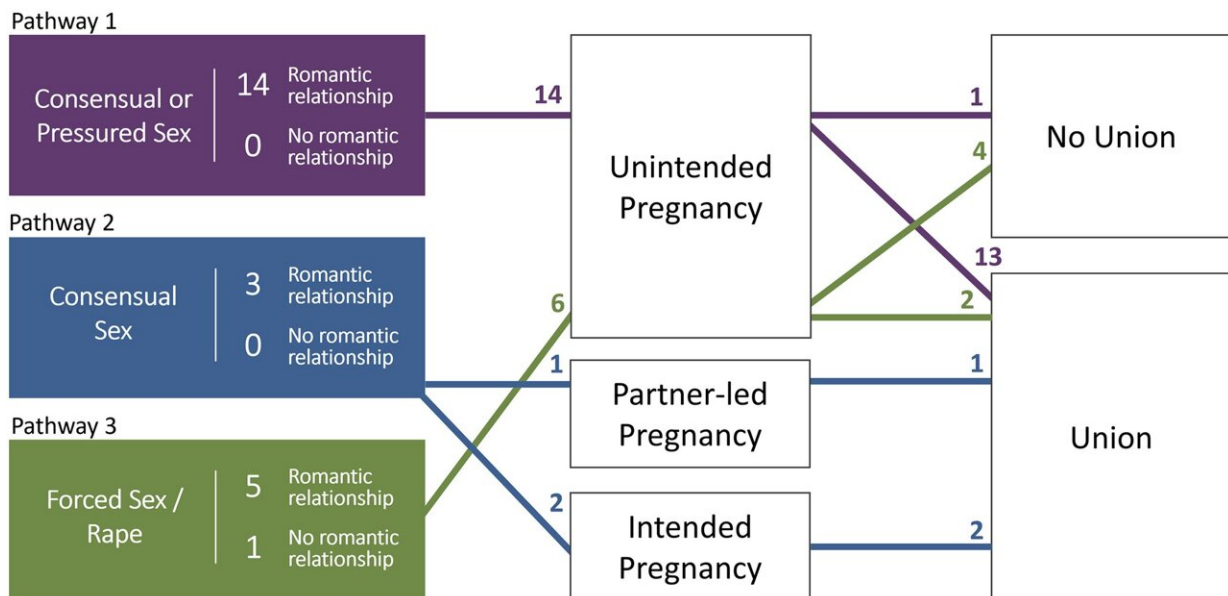 Pathway 1
Consensual or
Pressured Sex
14 Romantic
relationship
0 No romantic
relationship
14
Unintended
Pregnancy
1
4
13
2
No Union
Pathway 2
Consensual
Sex
3 Romantic
relationship
0 No romantic
relationship
6
1
Partner-led
Pregnancy
1
Union
Pathway 3
Forced Sex /
Rape
5 Romantic
relationship
1 No romantic
relationship
2
Intended
Pregnancy
2